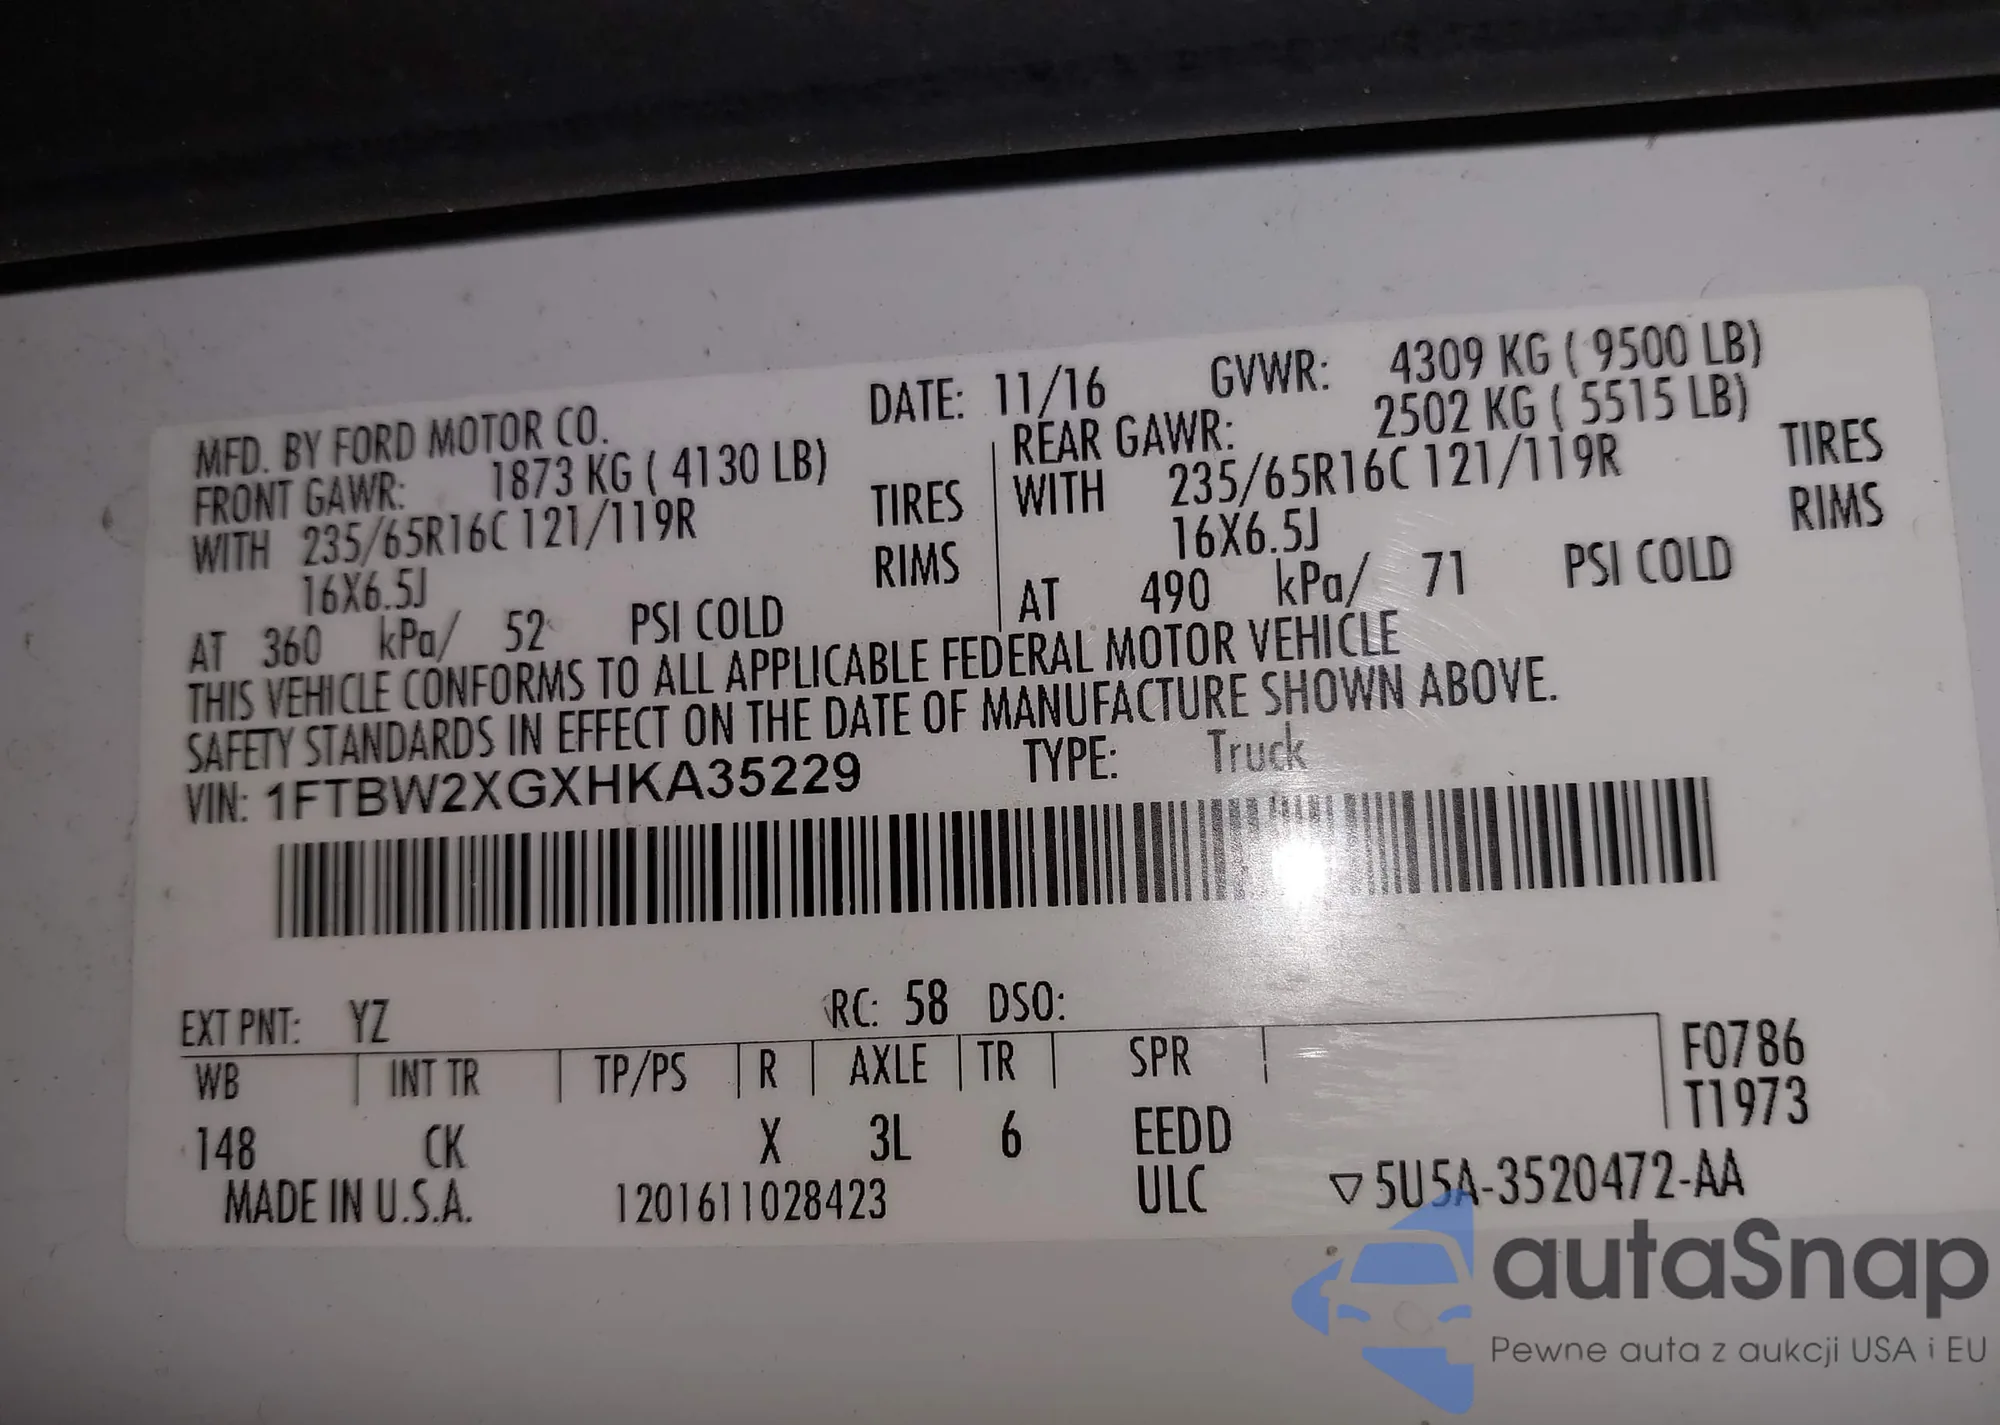 MFD. BY FORD MOTOR CO. DATE: 11/16 GVWR: 4309 KG ( 9500 LB)
FRONT GAWR: 1873 KG ( 4130 LB) REAR GAWR: 2502 KG ( 5515 LB)
WITH 235/65R16C 121/119R TIRES WITH 235/65R16C 121/119R TIRES
16X6.5J RIMS 16X6.5J RIMS
AT 360 kPa/ 52 PSI COLD AT 490 kPa/ 71 PSI COLD
THIS VEHICLE CONFORMS TO ALL APPLICABLE FEDERAL MOTOR VEHICLE
SAFETY STANDARDS IN EFFECT ON THE DATE OF MANUFACTURE SHOWN ABOVE.
VIN: 1FTBW2XGXHKA35229 TYPE: Truck
EXT PNT: YZ RC: 58 DSO:
WB INT TR TP/PS R AXLE TR SPR F0786
T1973
148 CK X 3L 6 EEDD
MADE IN U.S.A. 1201611028423 ULC ▽5U5A-3520472-AA
autaSnap
Pewne auta z aukcji USA i EU